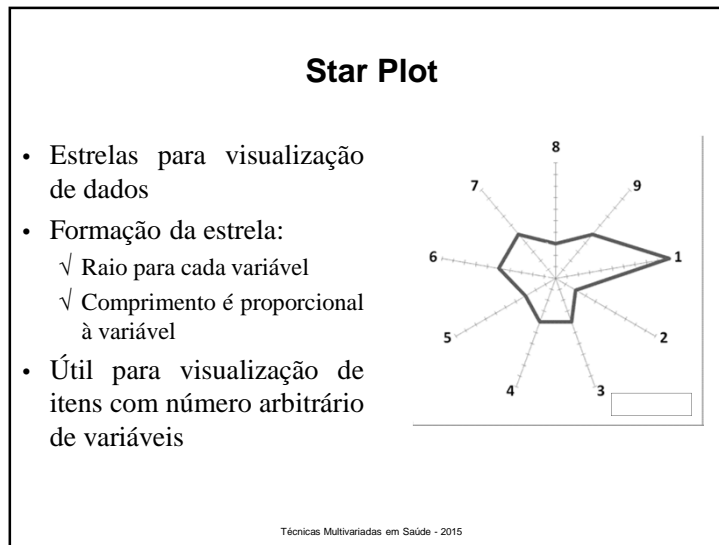 Star Plot
• Estrelas para visualização
de dados
• Formação da estrela:
√ Raio para cada variável
√ Comprimento é proporcional
à variável
• Útil para visualização de
itens com número arbitrário
de variáveis
8
7
9
6
1
5
2
4
3
Técnicas Multivariadas em Saúde - 2015